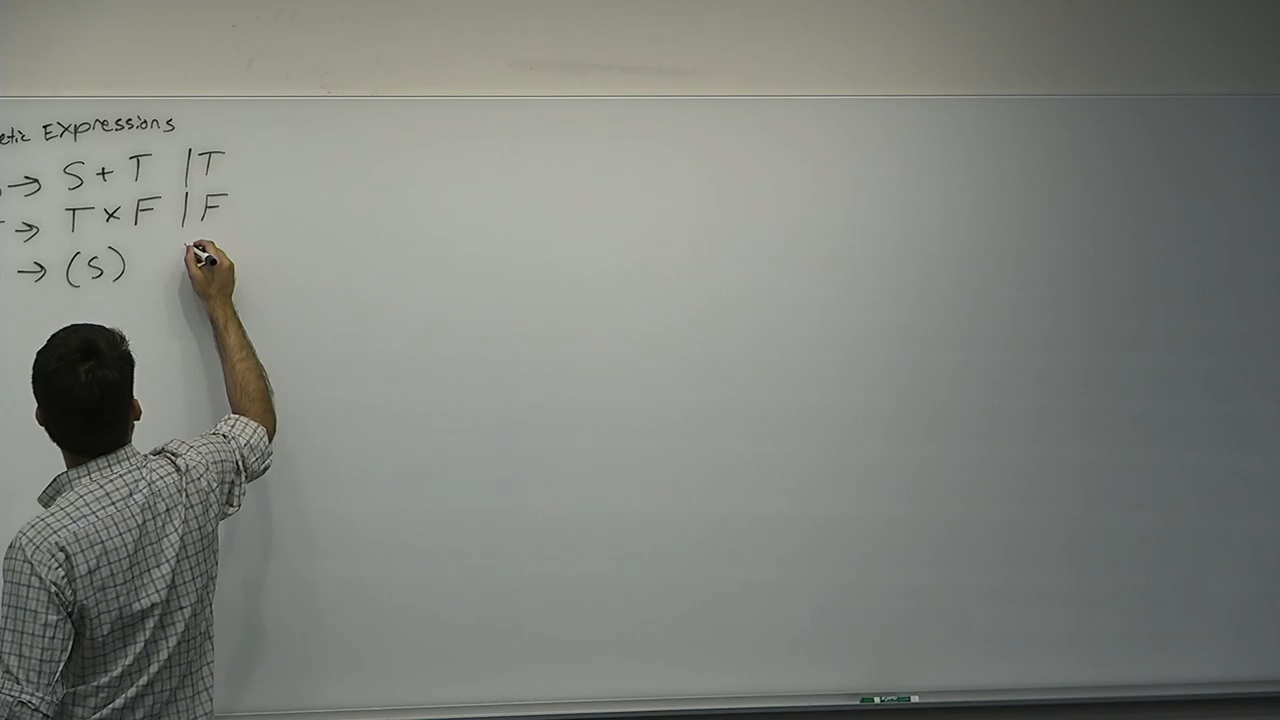 Expressions
→ S + T | T
→ T × F | F
→ (S)